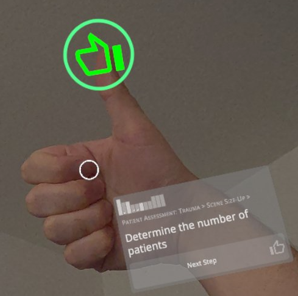 Patient Assessment: Trauma > Scene Size Up >
Determine the number of
patients
Next Step